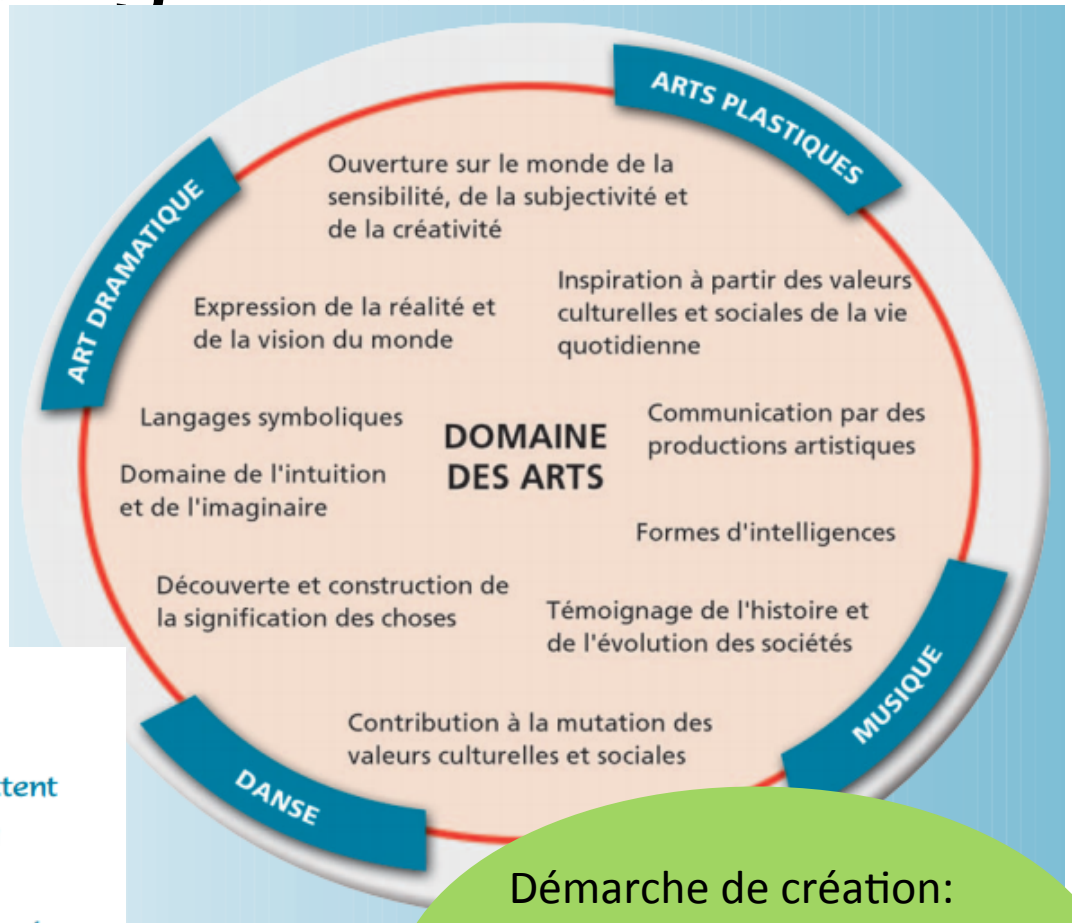 ARTS PLASTIQUES
ART DRAMATIQUE
Ouverture sur le monde de la
sensibilité, de la subjectivité et
de la créativité
Inspiration à partir des valeurs
culturelles et sociales de la vie
quotidienne
Expression de la réalité et
de la vision du monde
Langages symboliques
DOMAINE
DES ARTS
Communication par des
productions artistiques
Domaine de l'intuition
et de l'imaginaire
Formes d'intelligences
Découverte et construction de
la signification des choses
Témoignage de l'histoire et
de l'évolution des sociétés
MUSIQUE
Contribution à la mutation des
valeurs culturelles et sociales
DANSE
Démarche de création: